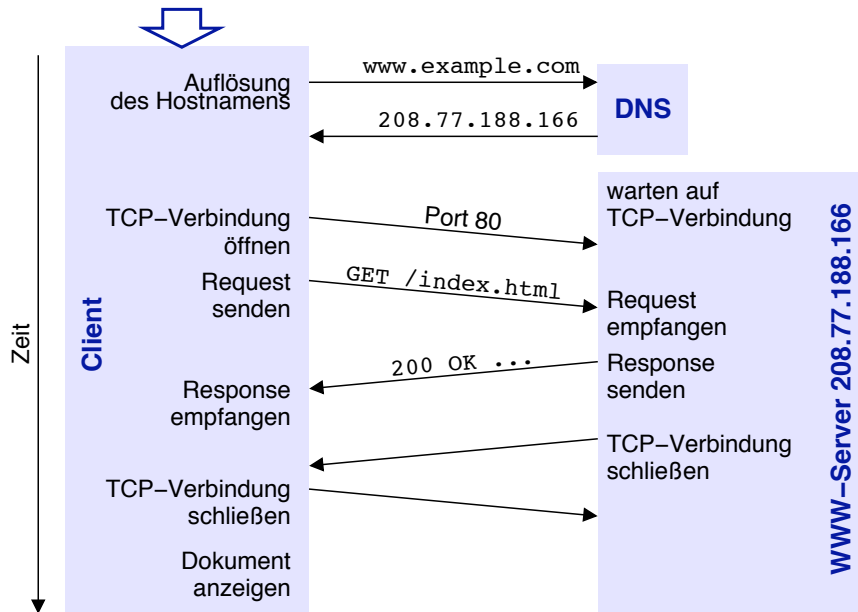 www.example.com
Auflösung
des Hostnamens
DNS
208.77.188.166
warten auf
TCP–Verbindung
TCP–Verbindung
öffnen
Port 80
Request
senden
GET /index.html
Request
empfangen
200 OK ...
Response
senden
Response
empfangen
TCP–Verbindung
schließen
TCP–Verbindung
schließen
Dokument
anzeigen
Zeit
Client
WWW–Server 208.77.188.166